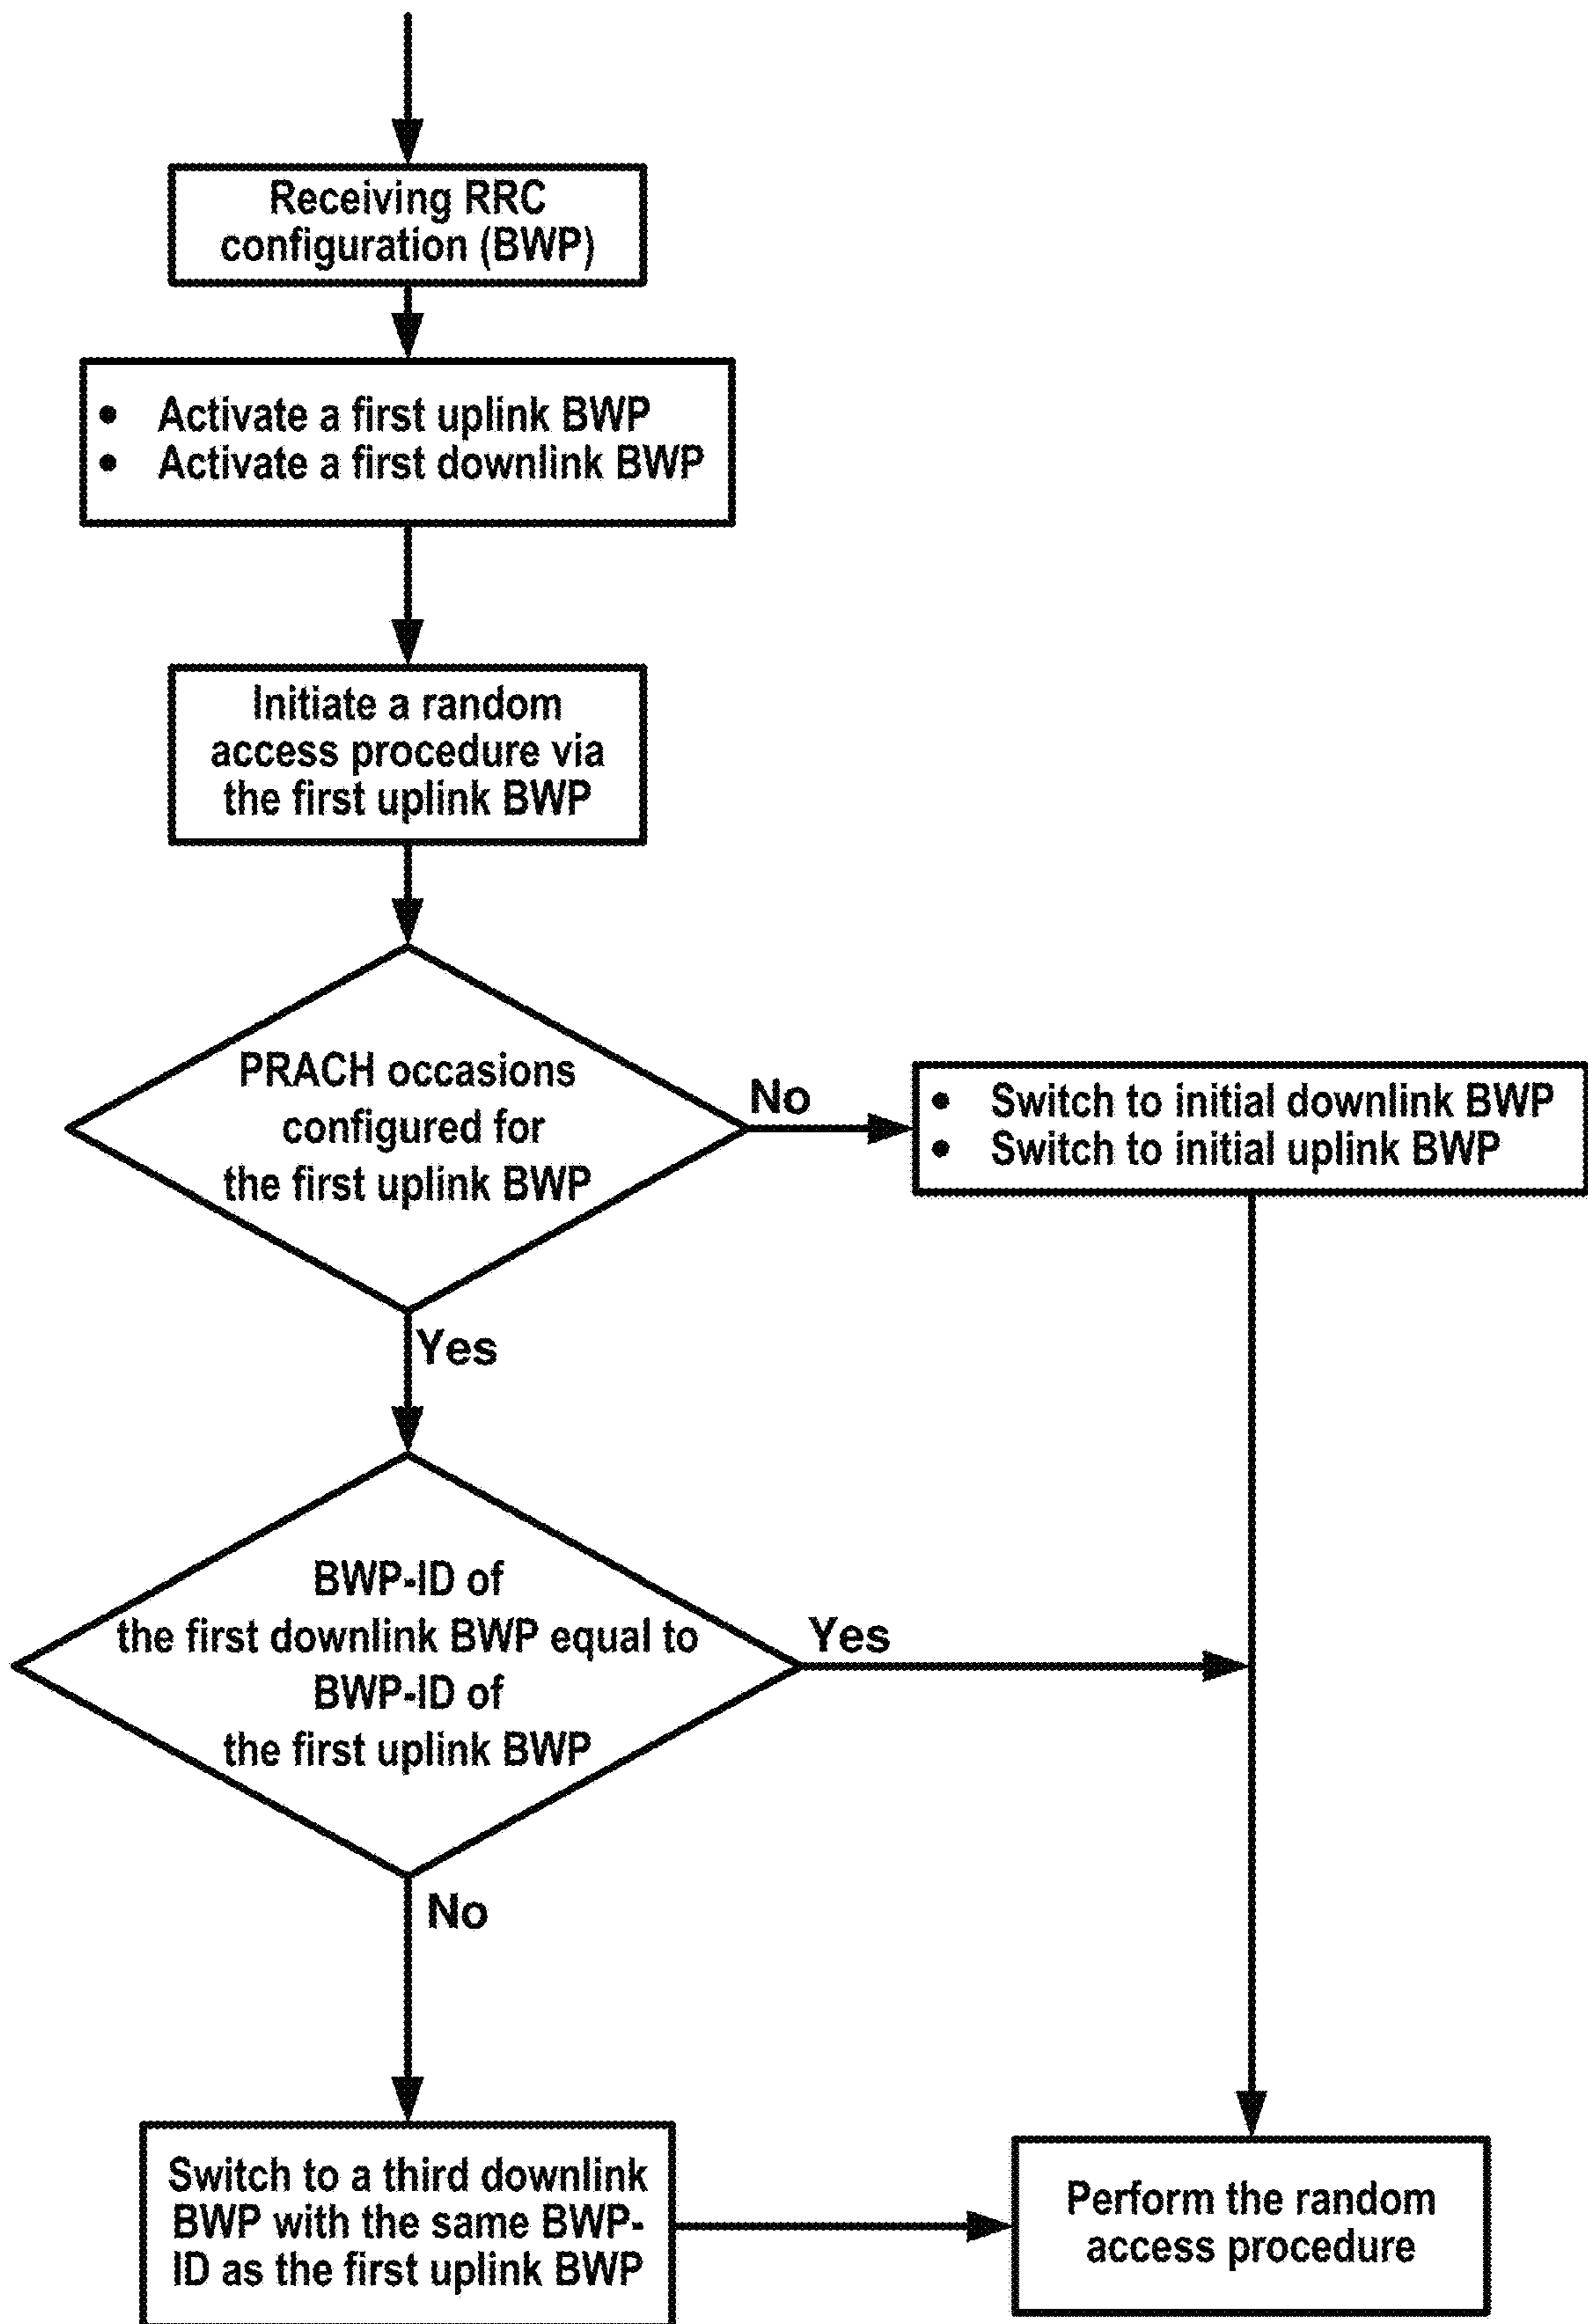 Receiving RRC
configuration (BWP)
• Activate a first uplink BWP
• Activate a first downlink BWP
Initiate a random
access procedure via
the first uplink BWP
PRACH occasions
configured for
the first uplink BWP
No
• Switch to initial downlink BWP
• Switch to initial uplink BWP
Yes
BWP-ID of
the first downlink BWP equal to
BWP-ID of
the first uplink BWP
Yes
No
Switch to a third downlink
BWP with the same BWP-
ID as the first uplink BWP
Perform the random
access procedure